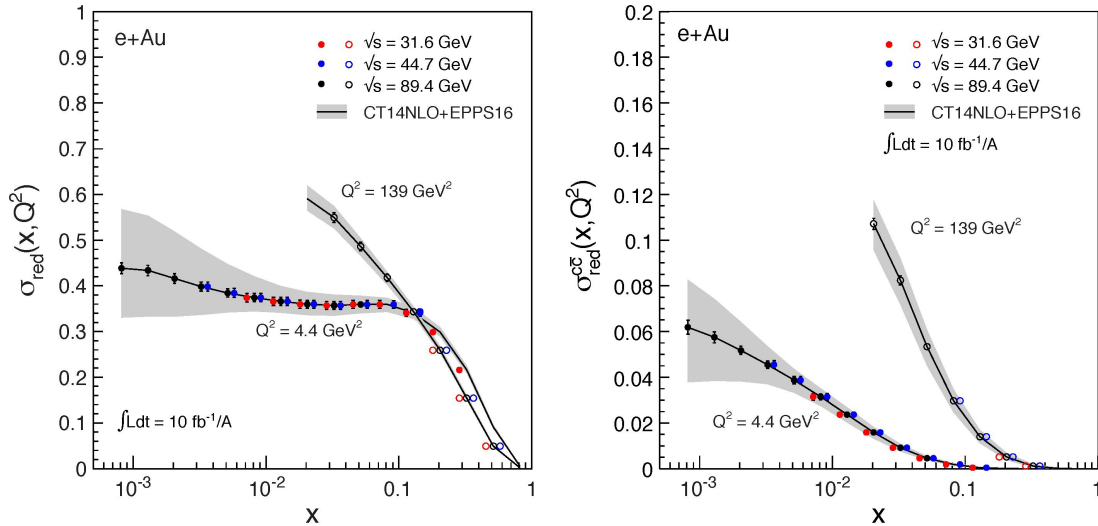 e+Au
√s = 31.6 GeV
√s = 44.7 GeV
√s = 89.4 GeV
CT14NLO+EPPS16
Q² = 139 GeV²
Q² = 4.4 GeV²
∫Ldt = 10 fb⁻¹/A
σ_red(x,Q²)
1
0.9
0.8
0.7
0.6
0.5
0.4
0.3
0.2
0.1
0
10⁻³
10⁻²
0.1
1
x
e+Au
√s = 31.6 GeV
√s = 44.7 GeV
√s = 89.4 GeV
CT14NLO+EPPS16
∫Ldt = 10 fb⁻¹/A
Q² = 139 GeV²
Q² = 4.4 GeV²
σ_red^cc̄(x,Q²)
0.2
0.18
0.16
0.14
0.12
0.1
0.08
0.06
0.04
0.02
0
10⁻³
10⁻²
0.1
1
x